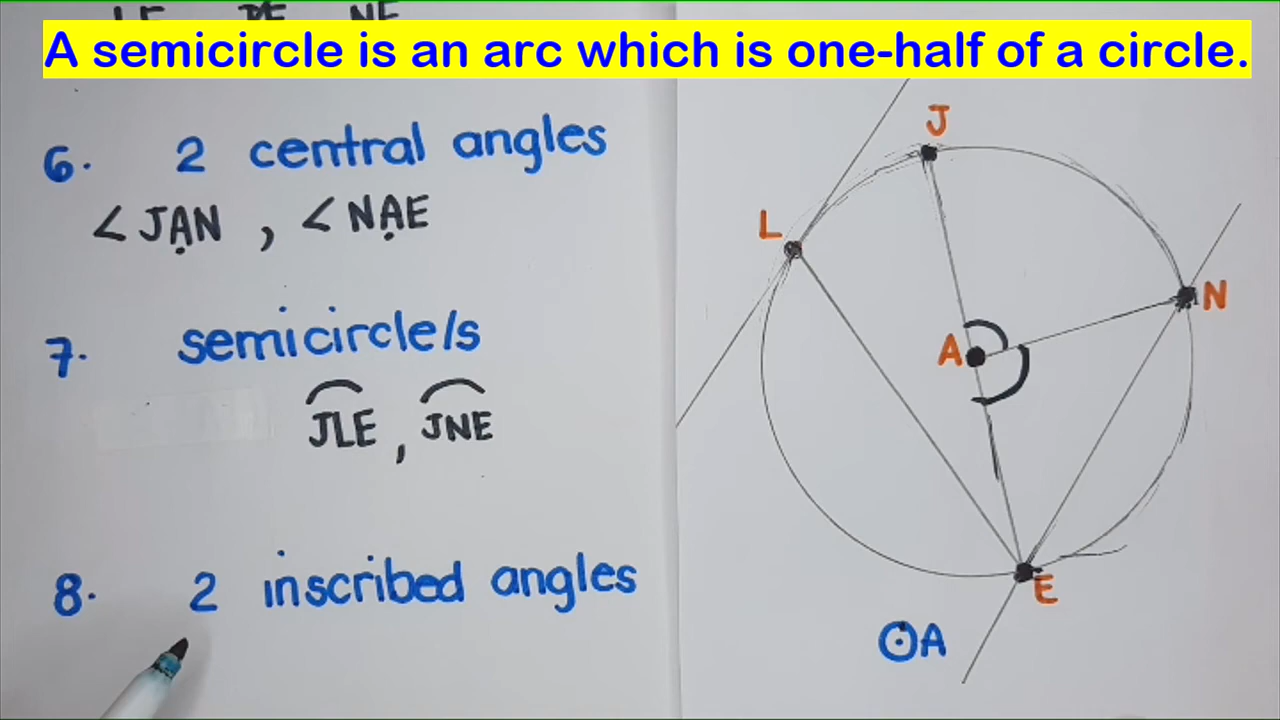 A semicircle is an arc which is one-half of a circle.
6. 2 central angles
∠JAN , ∠NAE
7. semicircle/s
JLE , JNE
8. 2 inscribed angles
J
L
N
A
E
⊙A